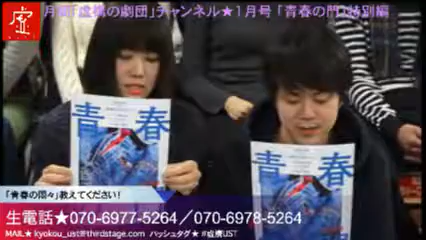 虚
月刊「虚構の劇団」チャンネル★1月号「青春の門」特別編
青春
青春
「青春の悶々」教えてください！
生電話★070-6977-5264／070-6978-5264
MAIL★ kyokou_ust@thirdstage.com ハッシュタグ★ #虚構UST